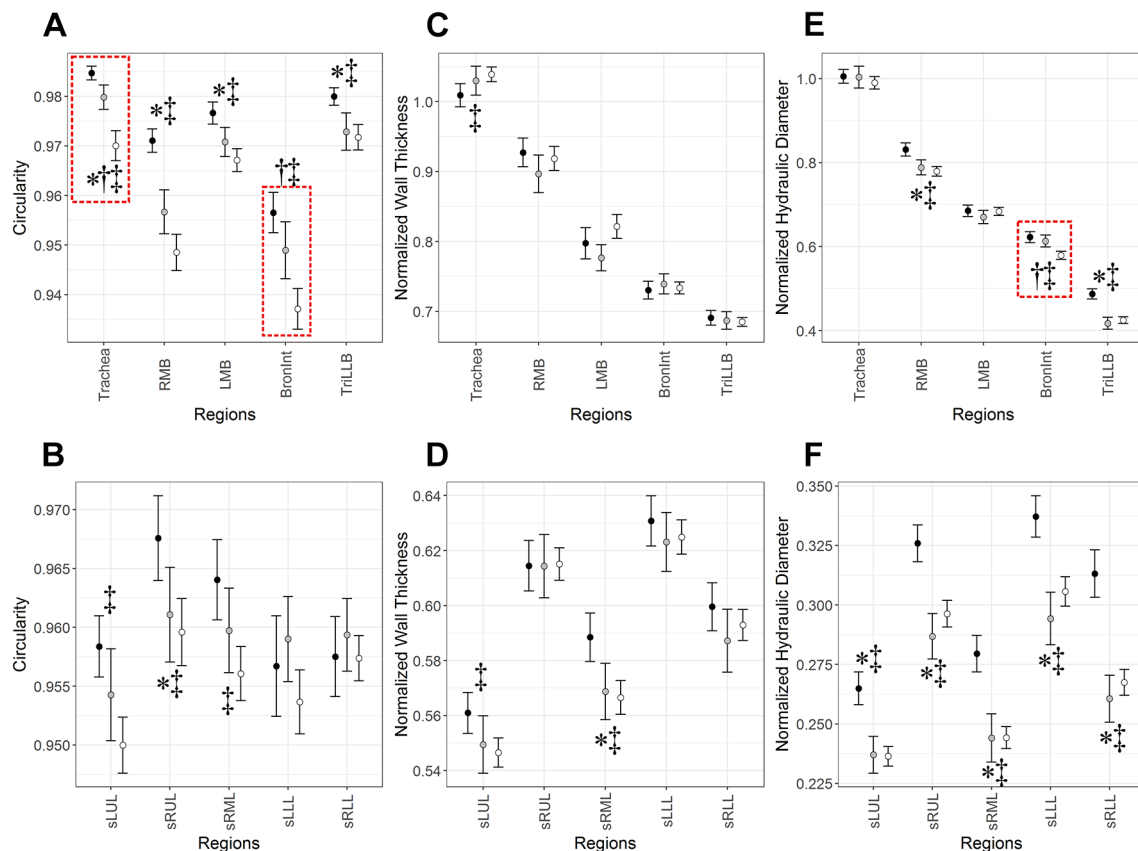 A
Circularity
0.98
0.97
0.96
0.95
0.94
*†‡
*‡
*‡
†‡
*‡
Trachea
RMB
LMB
BronInt
TriLLB
Regions
C
Normalized Wall Thickness
1.0
0.9
0.8
0.7
‡
Trachea
RMB
LMB
BronInt
TriLLB
Regions
E
Normalized Hydraulic Diameter
1.0
0.8
0.6
0.4
*‡
†‡
*‡
Trachea
RMB
LMB
BronInt
TriLLB
Regions
B
Circularity
0.970
0.965
0.960
0.955
0.950
‡
*‡
‡
sLUL
sRUL
sRML
sLLL
sRLL
Regions
D
Normalized Wall Thickness
0.64
0.62
0.60
0.58
0.56
0.54
‡
*‡
sLUL
sRUL
sRML
sLLL
sRLL
Regions
F
Normalized Hydraulic Diameter
0.350
0.325
0.300
0.275
0.250
0.225
*‡
*‡
*‡
*‡
*‡
sLUL
sRUL
sRML
sLLL
sRLL
Regions